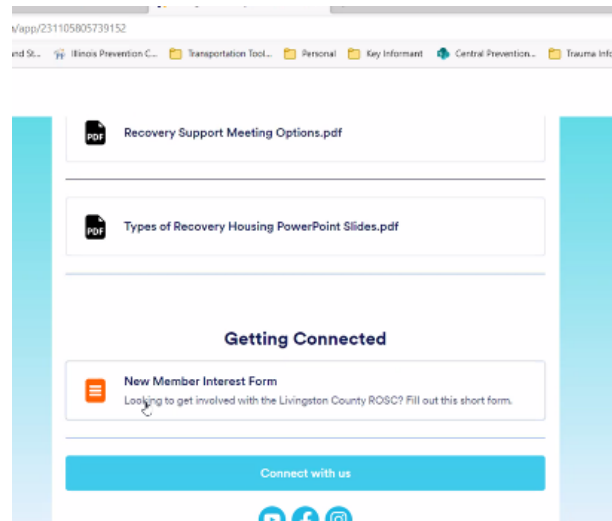 /app/231105805739152
nd St... Illinois Prevention C... Transportation Tool... Personal Key Informant Central Prevention... Trauma Info
PDF Recovery Support Meeting Options.pdf
PDF Types of Recovery Housing PowerPoint Slides.pdf
Getting Connected
New Member Interest Form
Looking to get involved with the Livingston County ROSC? Fill out this short form.
Connect with us